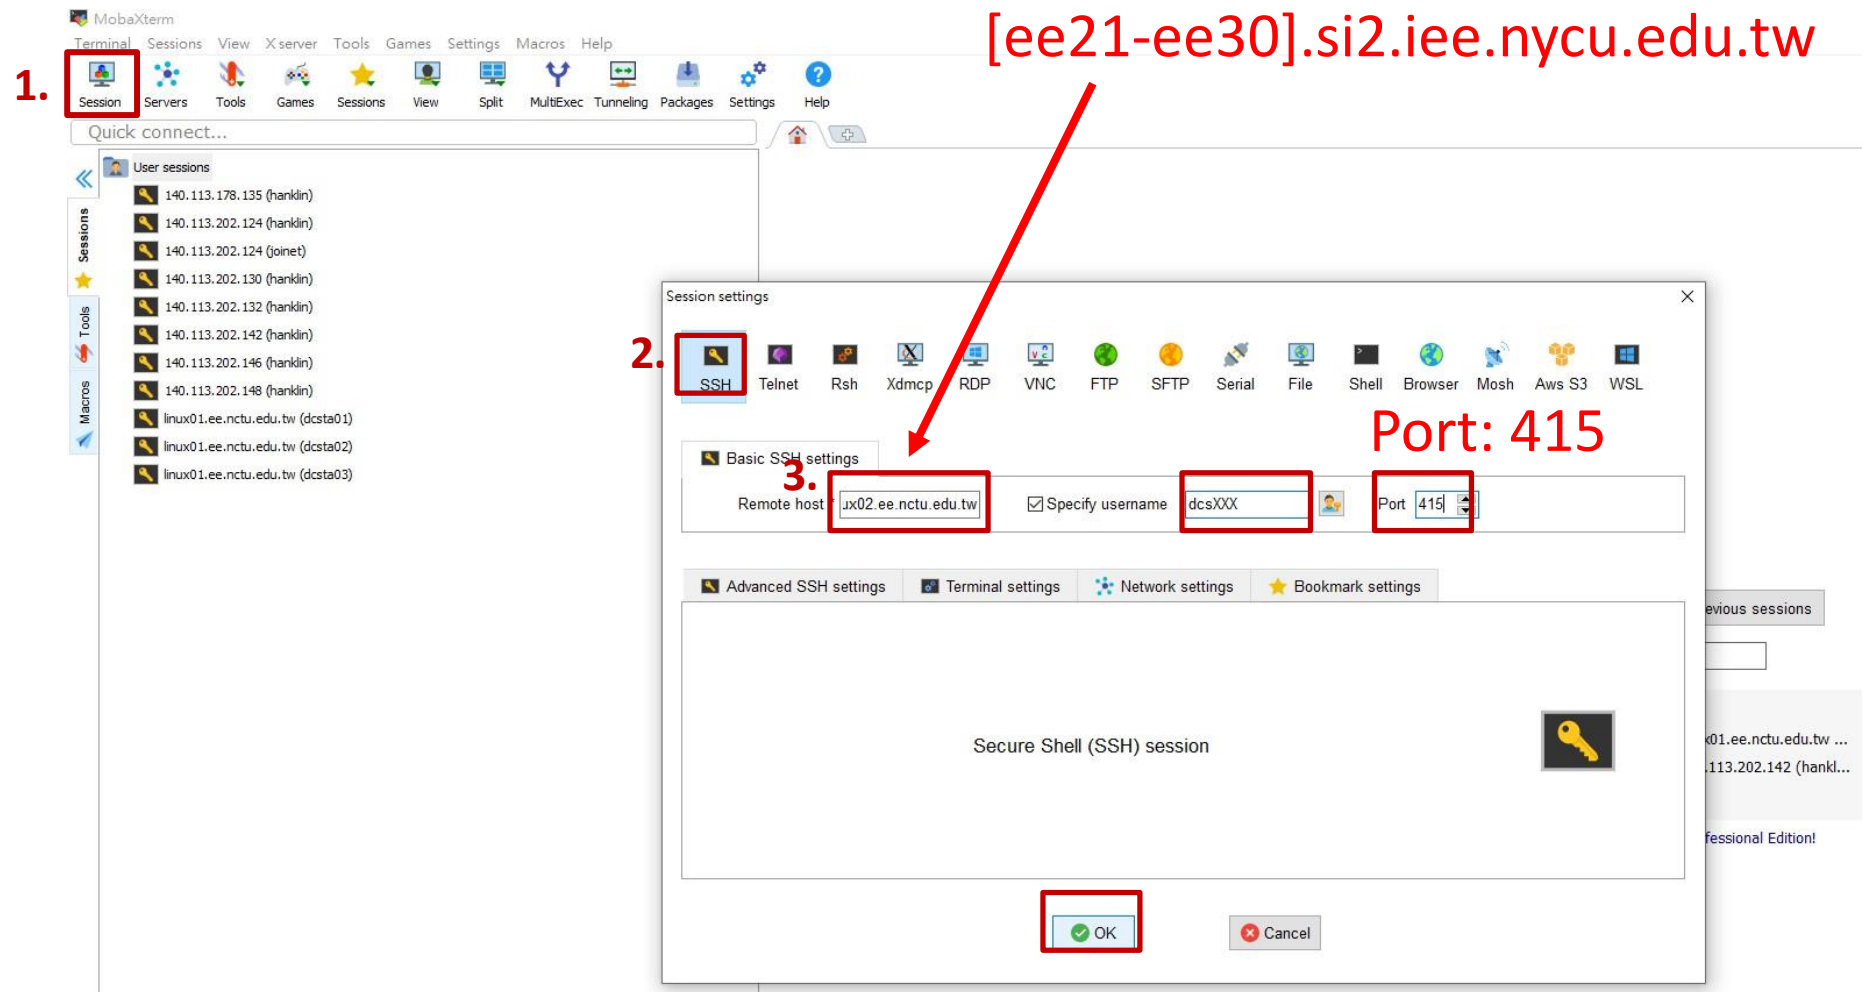 MobaXterm
[ee21-ee30].si2.iee.nycu.edu.tw
Terminal Sessions View X server Tools Games Settings Macros Help
1.
Session Servers Tools Games Sessions View Split MultiExec Tunneling Packages Settings Help
Quick connect...
User sessions
140.113.178.135 (hanklin)
140.113.202.124 (hanklin)
140.113.202.124 (joinet)
140.113.202.130 (hanklin)
140.113.202.132 (hanklin)
140.113.202.142 (hanklin)
140.113.202.146 (hanklin)
140.113.202.148 (hanklin)
linux01.ee.nctu.edu.tw (dcsta01)
linux01.ee.nctu.edu.tw (dcsta02)
linux01.ee.nctu.edu.tw (dcsta03)
Sessions
Tools
Macros
Session settings
2.
SSH Telnet Rsh Xdmcp RDP VNC FTP SFTP Serial File Shell Browser Mosh Aws S3 WSL
Port: 415
Basic SSH settings
3.
Remote host * ux02.ee.nctu.edu.tw Specify username dcsXXX Port 415
Advanced SSH settings Terminal settings Network settings Bookmark settings
evious sessions
Secure Shell (SSH) session
x01.ee.nctu.edu.tw ...
.113.202.142 (hankl...
fessional Edition!
OK Cancel